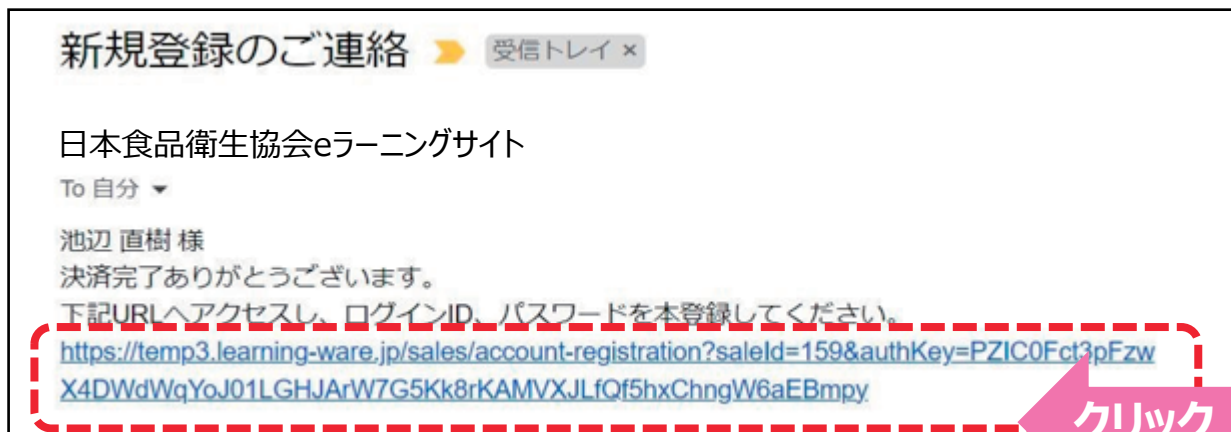 新規登録のご連絡 受信トレイ ×
日本食品衛生協会eラーニングサイト
To 自分
池辺 直樹 様
決済完了ありがとうございます。
下記URLへアクセスし、ログインID、パスワードを本登録してください。
https://temp3.learning-ware.jp/sales/account-registration?saleId=159&authKey=PZIC0Fct3pFzw
X4DWdWqYoJ01LGHJArW7G5Kk8rKAMVXJLfQf5hxChngW6aEBmpy
クリック